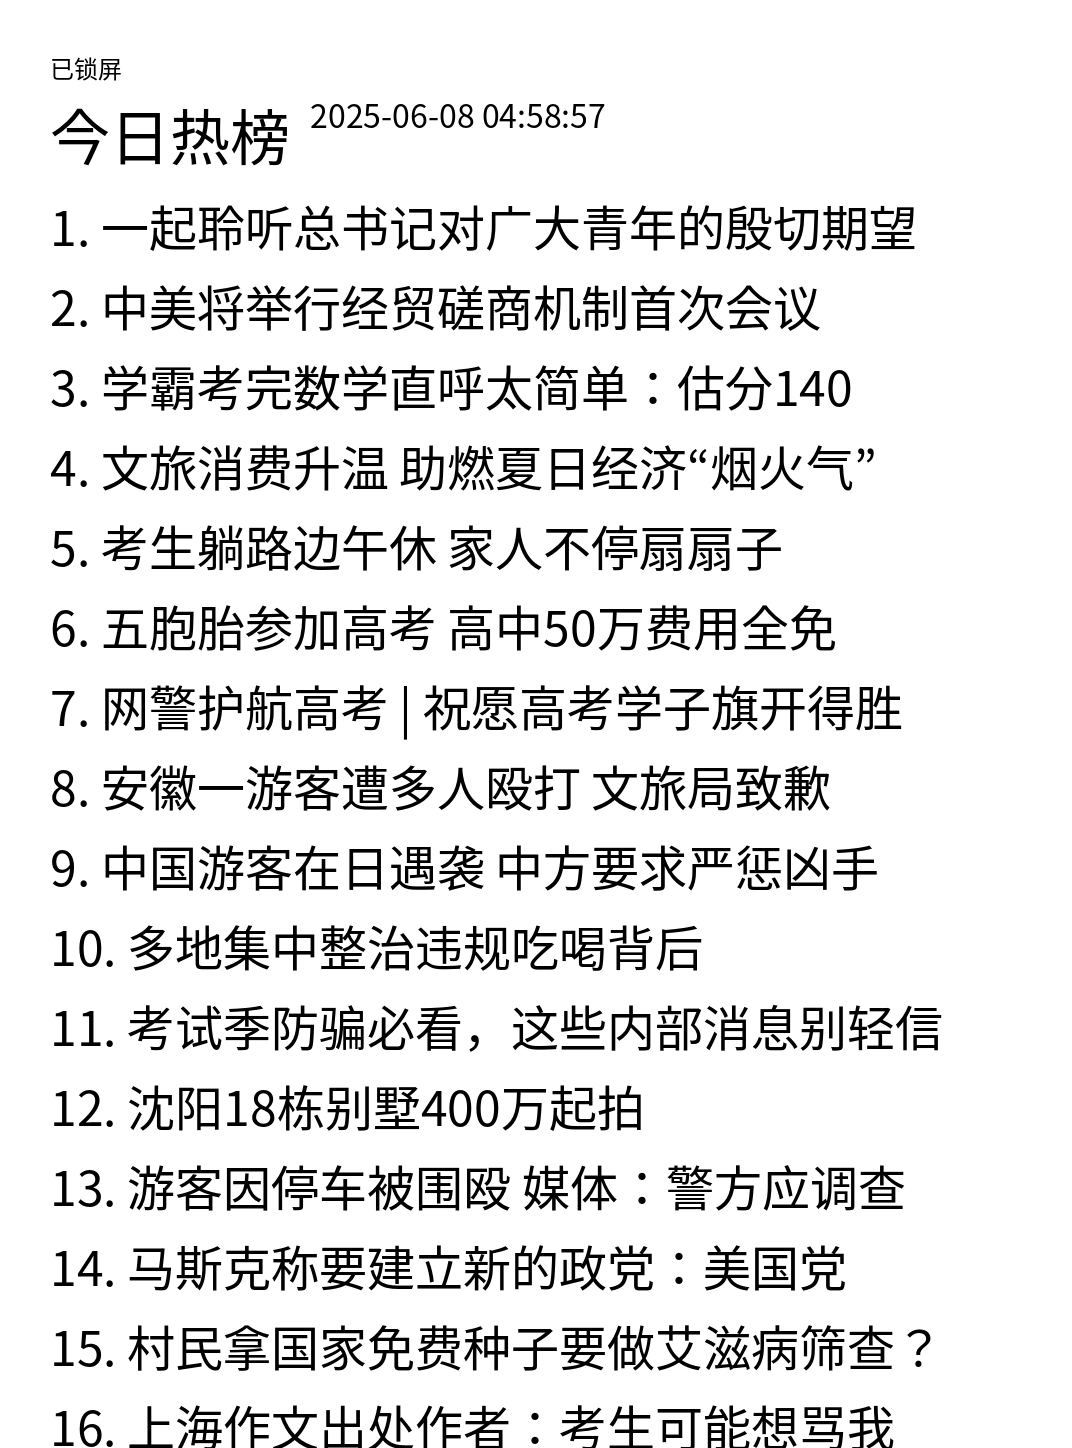 已锁屏
今日热榜 2025-06-08 04:58:57
1. 一起聆听总书记对广大青年的殷切期望
2. 中美将举行经贸磋商机制首次会议
3. 学霸考完数学直呼太简单：估分140
4. 文旅消费升温 助燃夏日经济“烟火气”
5. 考生躺路边午休 家人不停扇扇子
6. 五胞胎参加高考 高中50万费用全免
7. 网警护航高考 | 祝愿高考学子旗开得胜
8. 安徽一游客遭多人殴打 文旅局致歉
9. 中国游客在日遇袭 中方要求严惩凶手
10. 多地集中整治违规吃喝背后
11. 考试季防骗必看，这些内部消息别轻信
12. 沈阳18栋别墅400万起拍
13. 游客因停车被围殴 媒体：警方应调查
14. 马斯克称要建立新的政党：美国党
15. 村民拿国家免费种子要做艾滋病筛查？
16. 上海作文出处作者：考生可能想骂我